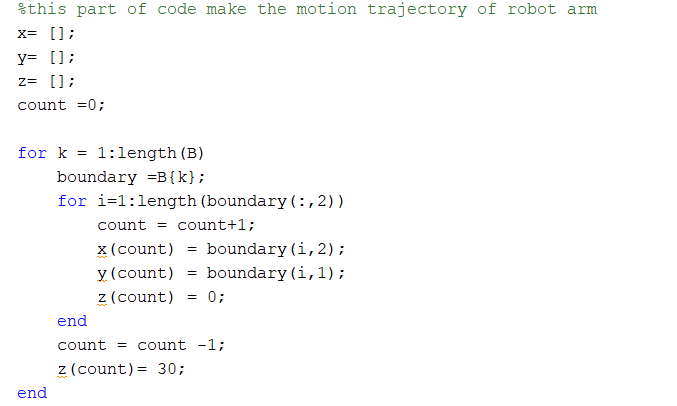 %this part of code make the motion trajectory of robot arm
x= [];
y= [];
z= [];
count =0;
for k = 1:length(B)
boundary =B{k};
for i=1:length(boundary(:,2))
count = count+1;
x(count) = boundary(i,2);
y(count) = boundary(i,1);
z(count) = 0;
end
count = count -1;
z(count)= 30;
end